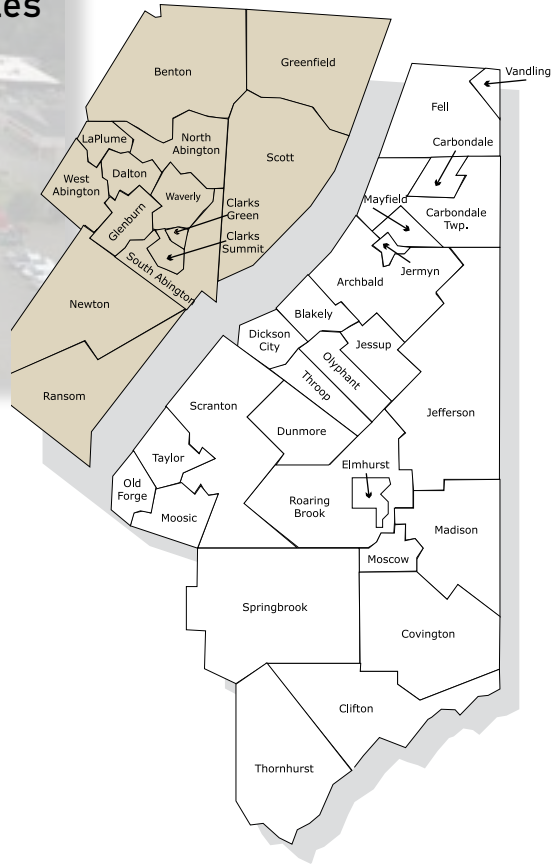 Benton
Greenfield
Vandling
Fell
LaPlume
North
Abington
Carbondale
Scott
Dalton
West
Abington
Waverly
Mayfield
Clarks
Green
Carbondale
Twp.
Glenburn
Clarks
Summit
Jermyn
South Abington
Archbald
Newton
Blakely
Dickson
City
Jessup
Olyphant
Throop
Ransom
Scranton
Jefferson
Dunmore
Taylor
Elmhurst
Old
Forge
Roaring
Brook
Moosic
Madison
Moscow
Springbrook
Covington
Clifton
Thornhurst